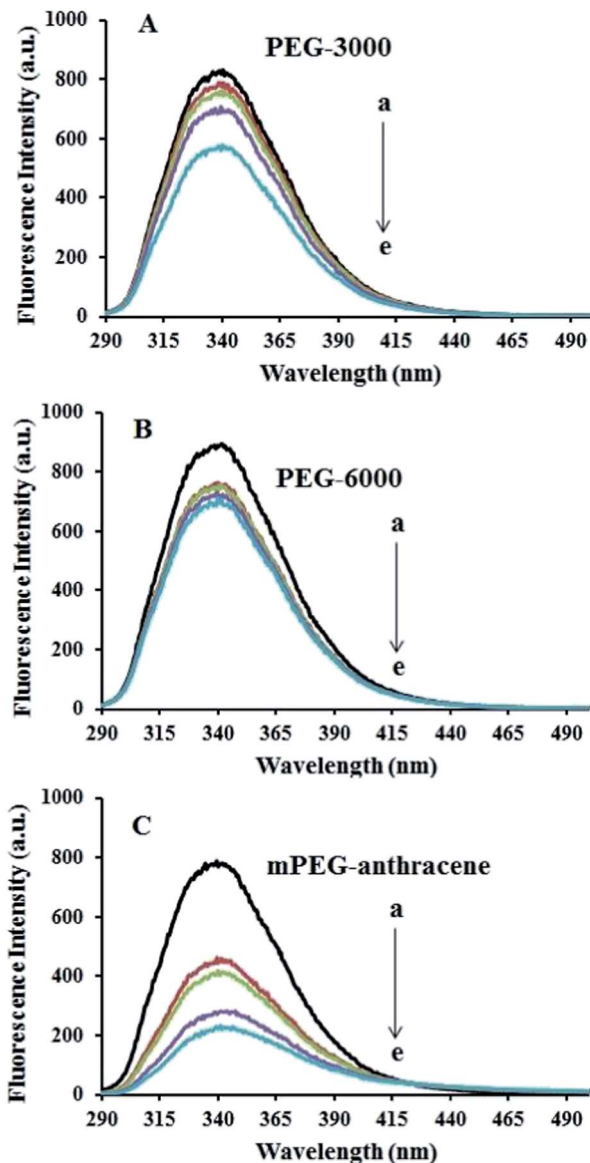 A
PEG-3000
a
e
Fluorescence Intensity (a.u.)
1000
800
600
400
200
0
290 315 340 365 390 415 440 465 490
Wavelength (nm)
B
PEG-6000
a
e
Fluorescence Intensity (a.u.)
1000
800
600
400
200
0
290 315 340 365 390 415 440 465 490
Wavelength (nm)
C
mPEG-anthracene
a
e
Fluorescence Intensity (a.u.)
1000
800
600
400
200
0
290 315 340 365 390 415 440 465 490
Wavelength (nm)